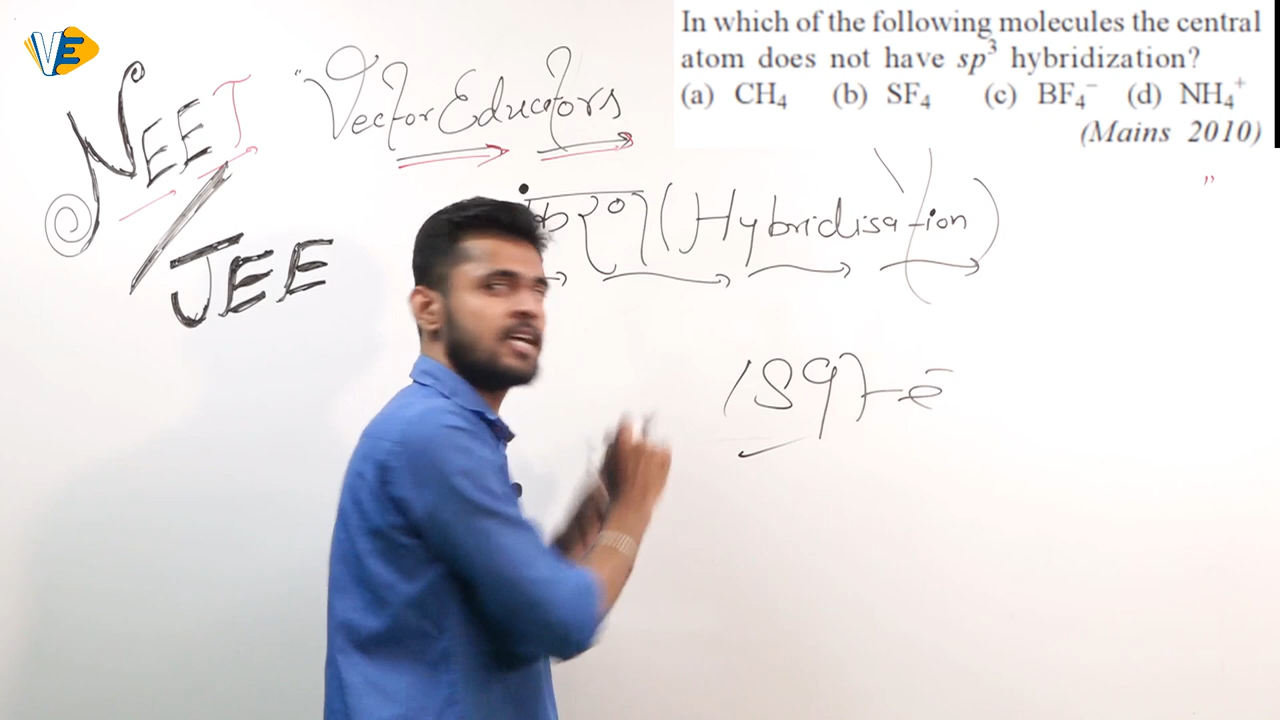 VE
NEET
/
JEE
"Vector Educators
"
(Hybridisation)
1897 - e⁻
In which of the following molecules the central
atom does not have sp³ hybridization?
(a) CH₄ (b) SF₄ (c) BF₄⁻ (d) NH₄⁺
(Mains 2010)